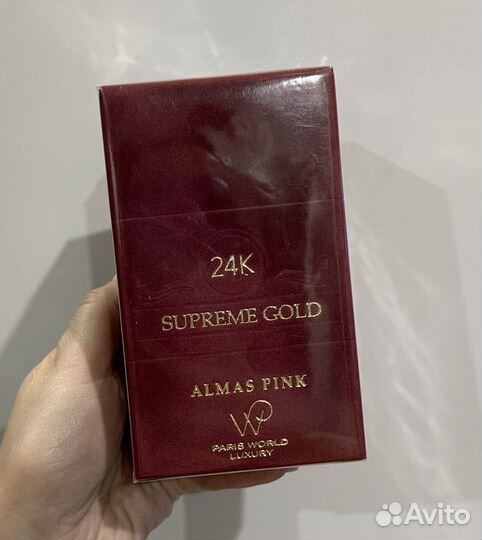 24K
SUPREME GOLD
ALMAS PINK
WP
PARIS WORLD
LUXURY
Avito